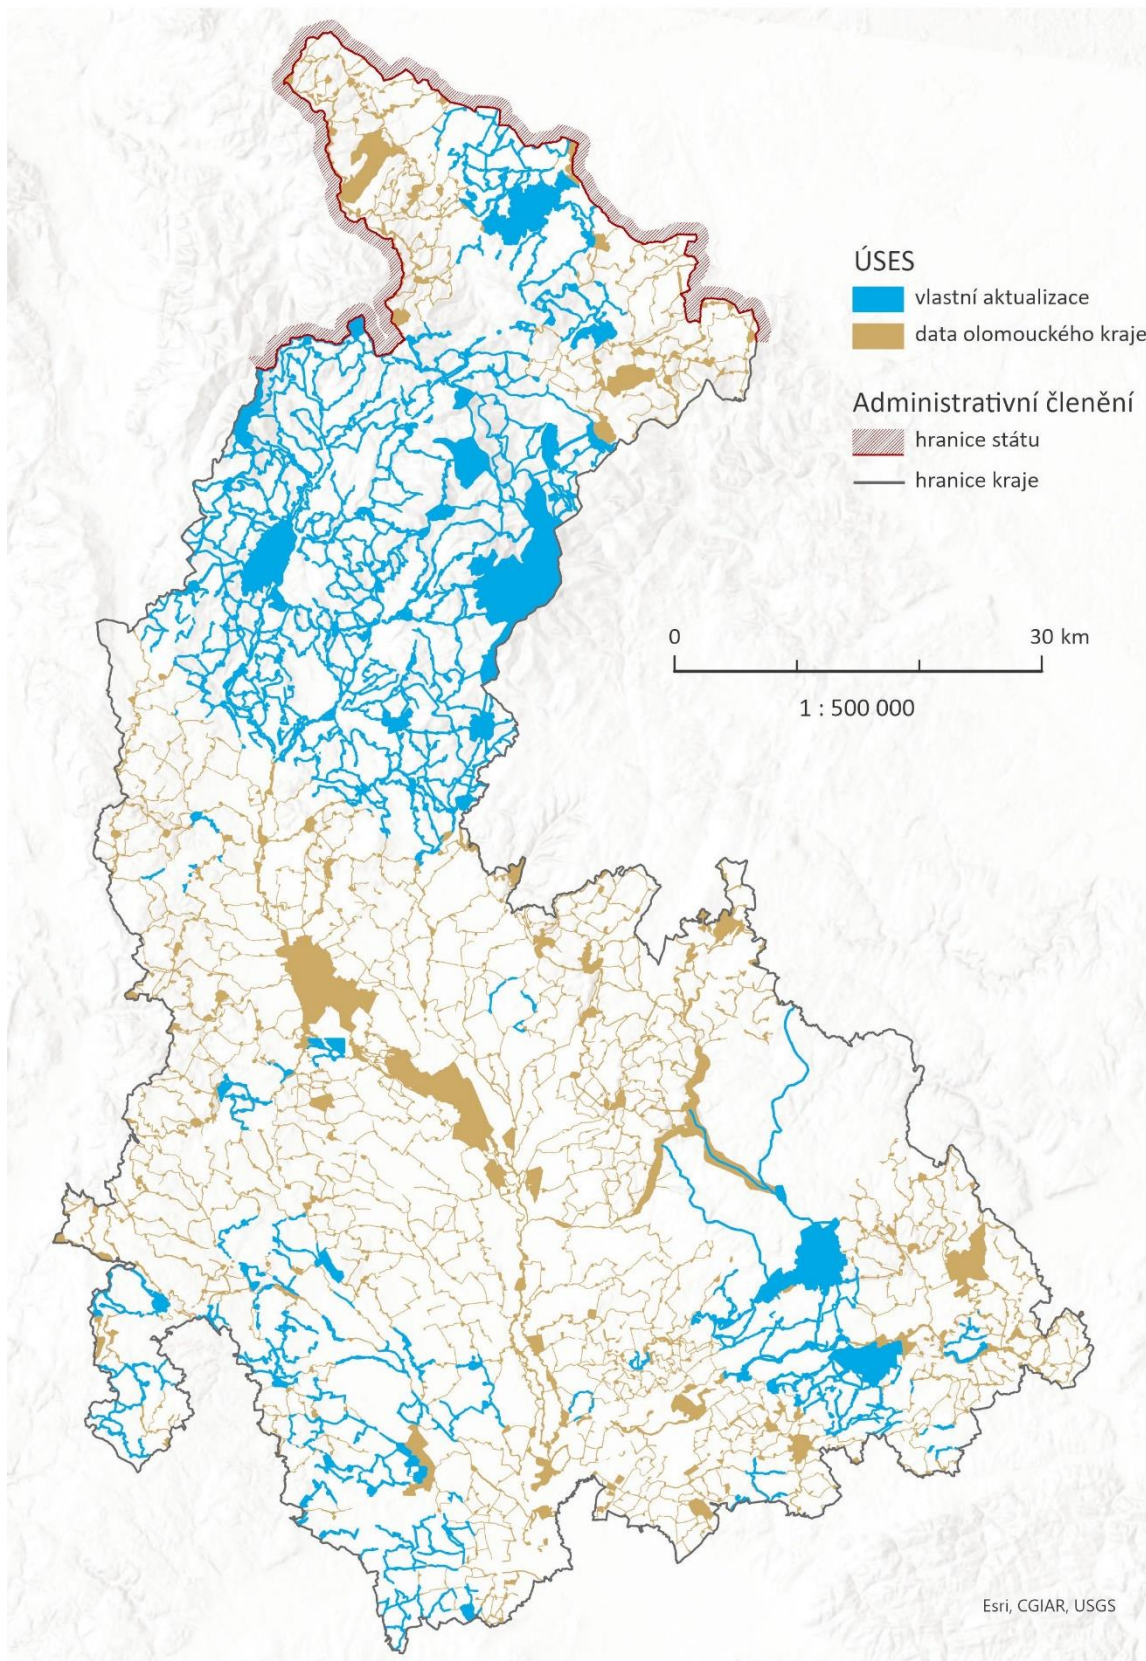 ÚSES
vlastní aktualizace
data olomouckého kraje
Administrativní členění
hranice státu
hranice kraje
0 30 km
1 : 500 000
Esri, CGIAR, USGS